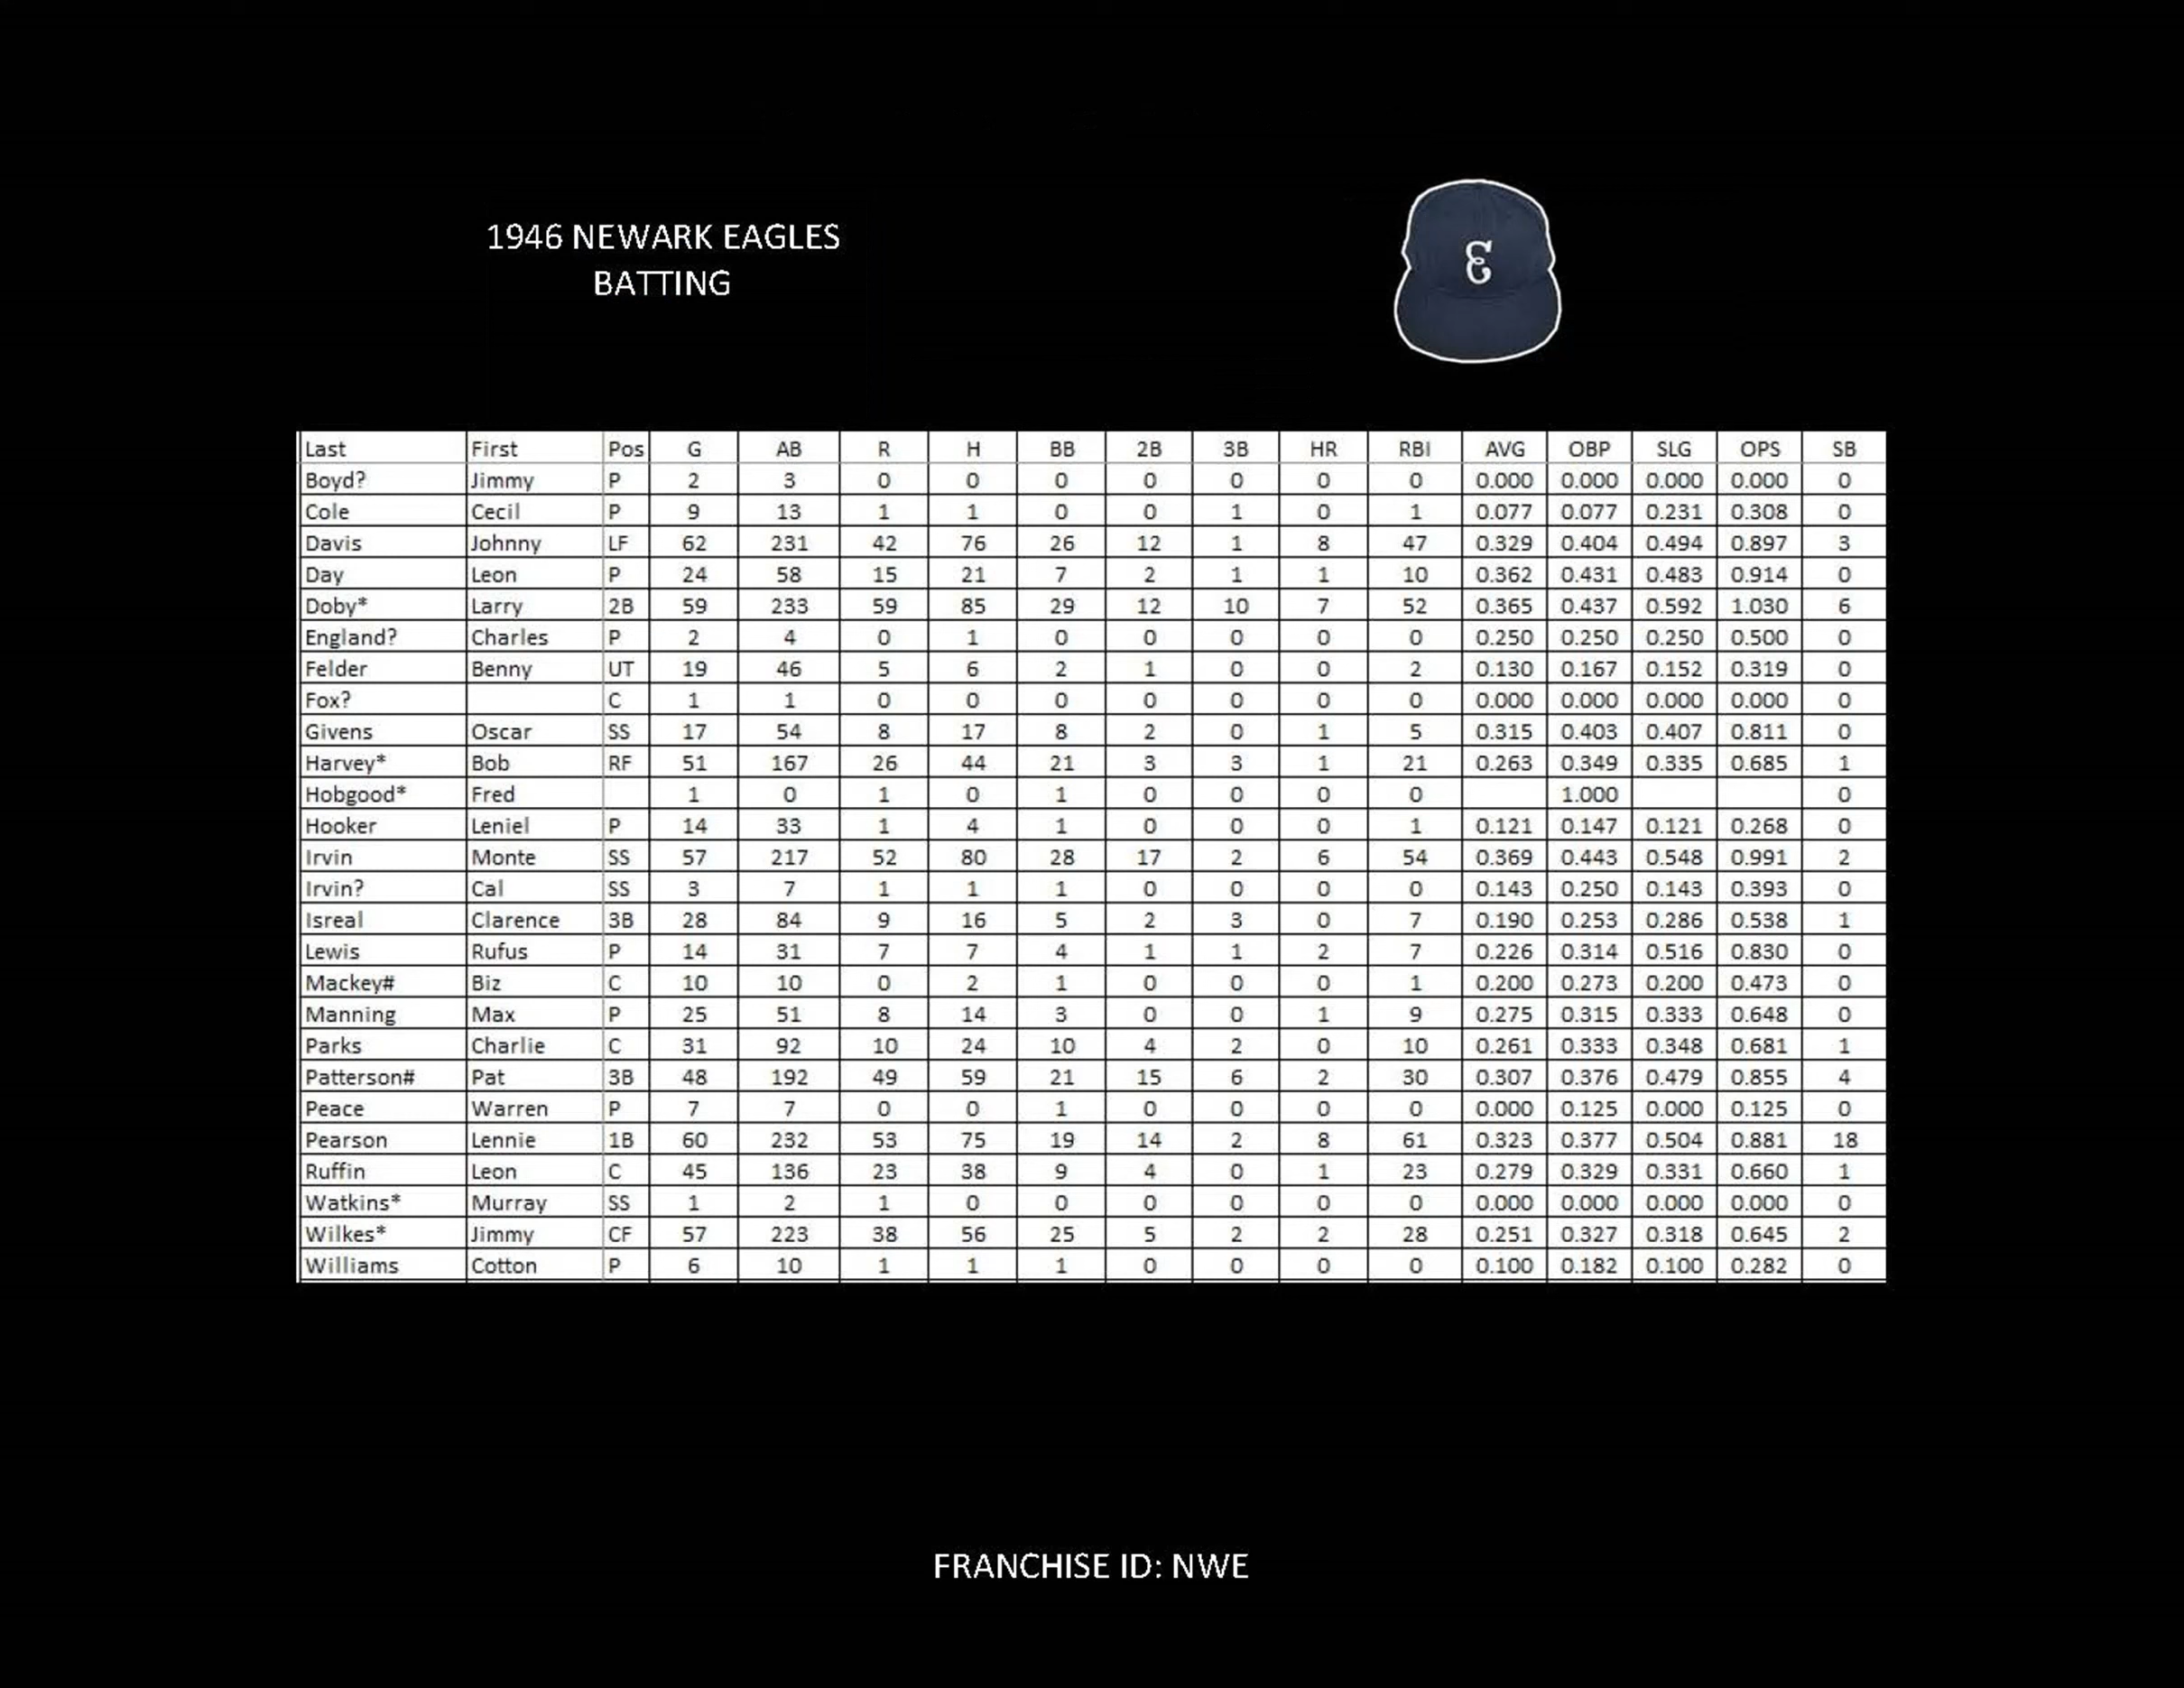 1946 NEWARK EAGLES
BATTING
Ɛ
Last First Pos G AB R H BB 2B 3B HR RBI AVG OBP SLG OPS SB
Boyd? Jimmy P 2 3 0 0 0 0 0 0 0 0.000 0.000 0.000 0.000 0
Cole Cecil P 9 13 1 1 0 0 1 0 1 0.077 0.077 0.231 0.308 0
Davis Johnny LF 62 231 42 76 26 12 1 8 47 0.329 0.404 0.494 0.897 3
Day Leon P 24 58 15 21 7 2 1 1 10 0.362 0.431 0.483 0.914 0
Doby* Larry 2B 59 233 59 85 29 12 10 7 52 0.365 0.437 0.592 1.030 6
England? Charles P 2 4 0 1 0 0 0 0 0 0.250 0.250 0.250 0.500 0
Felder Benny UT 19 46 5 6 2 1 0 0 2 0.130 0.167 0.152 0.319 0
Fox? C 1 1 0 0 0 0 0 0 0 0.000 0.000 0.000 0.000 0
Givens Oscar SS 17 54 8 17 8 2 0 1 5 0.315 0.403 0.407 0.811 0
Harvey* Bob RF 51 167 26 44 21 3 3 1 21 0.263 0.349 0.335 0.685 1
Hobgood* Fred 1 0 1 0 1 0 0 0 0 1.000 0
Hooker Leniel P 14 33 1 4 1 0 0 0 1 0.121 0.147 0.121 0.268 0
Irvin Monte SS 57 217 52 80 28 17 2 6 54 0.369 0.443 0.548 0.991 2
Irvin? Cal SS 3 7 1 1 1 0 0 0 0 0.143 0.250 0.143 0.393 0
Isreal Clarence 3B 28 84 9 16 5 2 3 0 7 0.190 0.253 0.286 0.538 1
Lewis Rufus P 14 31 7 7 4 1 1 2 7 0.226 0.314 0.516 0.830 0
Mackey# Biz C 10 10 0 2 1 0 0 0 1 0.200 0.273 0.200 0.473 0
Manning Max P 25 51 8 14 3 0 0 1 9 0.275 0.315 0.333 0.648 0
Parks Charlie C 31 92 10 24 10 4 2 0 10 0.261 0.333 0.348 0.681 1
Patterson# Pat 3B 48 192 49 59 21 15 6 2 30 0.307 0.376 0.479 0.855 4
Peace Warren P 7 7 0 0 1 0 0 0 0 0.000 0.125 0.000 0.125 0
Pearson Lennie 1B 60 232 53 75 19 14 2 8 61 0.323 0.377 0.504 0.881 18
Ruffin Leon C 45 136 23 38 9 4 0 1 23 0.279 0.329 0.331 0.660 1
Watkins* Murray SS 1 2 1 0 0 0 0 0 0 0.000 0.000 0.000 0.000 0
Wilkes* Jimmy CF 57 223 38 56 25 5 2 2 28 0.251 0.327 0.318 0.645 2
Williams Cotton P 6 10 1 1 1 0 0 0 0 0.100 0.182 0.100 0.282 0
FRANCHISE ID: NWE